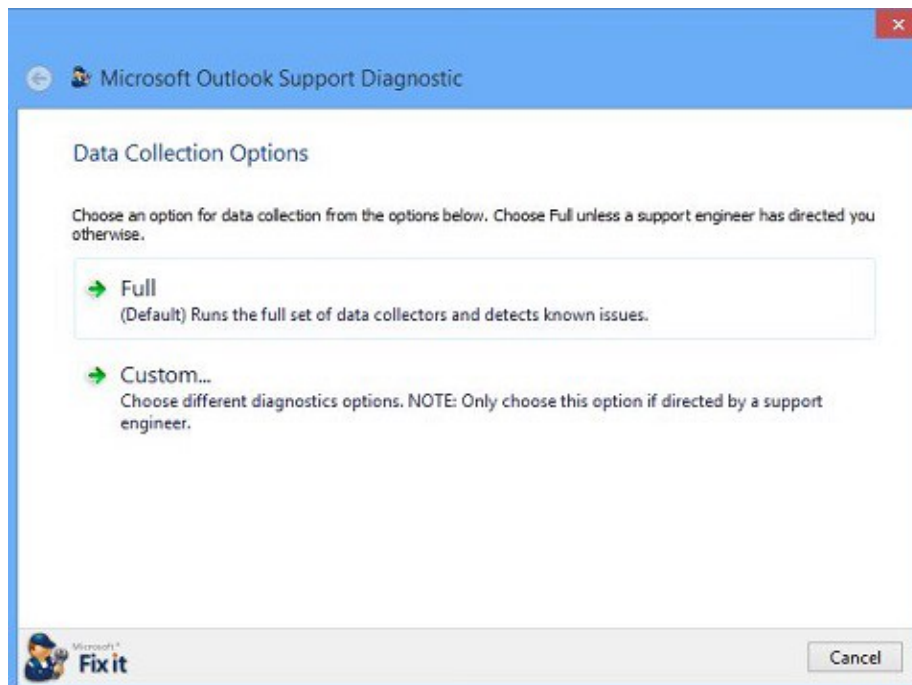 Microsoft Outlook Support Diagnostic
Data Collection Options
Choose an option for data collection from the options below. Choose Full unless a support engineer has directed you
otherwise.
Full
(Default) Runs the full set of data collectors and detects known issues.
Custom...
Choose different diagnostics options. NOTE: Only choose this option if directed by a support
engineer.
Microsoft*
Fix it
Cancel